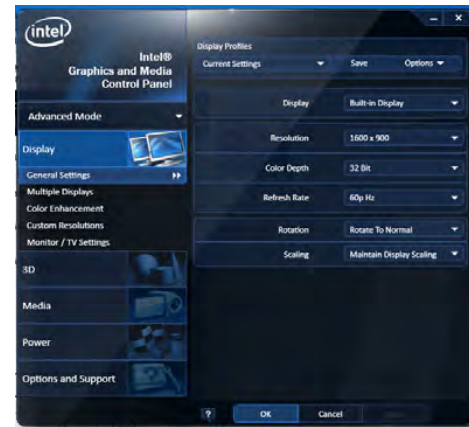 intel
Intel®
Graphics and Media
Control Panel
Advanced Mode
Display
General Settings
Multiple Displays
Color Enhancement
Custom Resolutions
Monitor / TV Settings
3D
Media
Power
Options and Support
Display Profiles
Current Settings Save Options
Display Built-in Display
Resolution 1600 x 900
Color Depth 32 Bit
Refresh Rate 60p Hz
Rotation Rotate To Normal
Scaling Maintain Display Scaling
? OK Cancel